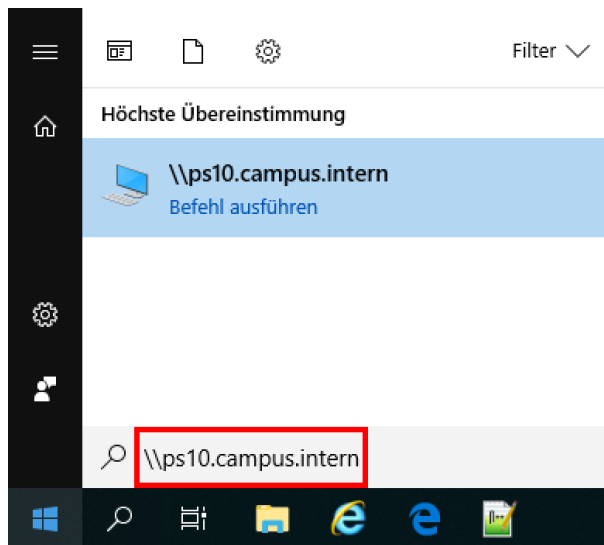 Filter
Höchste Übereinstimmung
\\ps10.campus.intern
Befehl ausführen
\\ps10.campus.intern